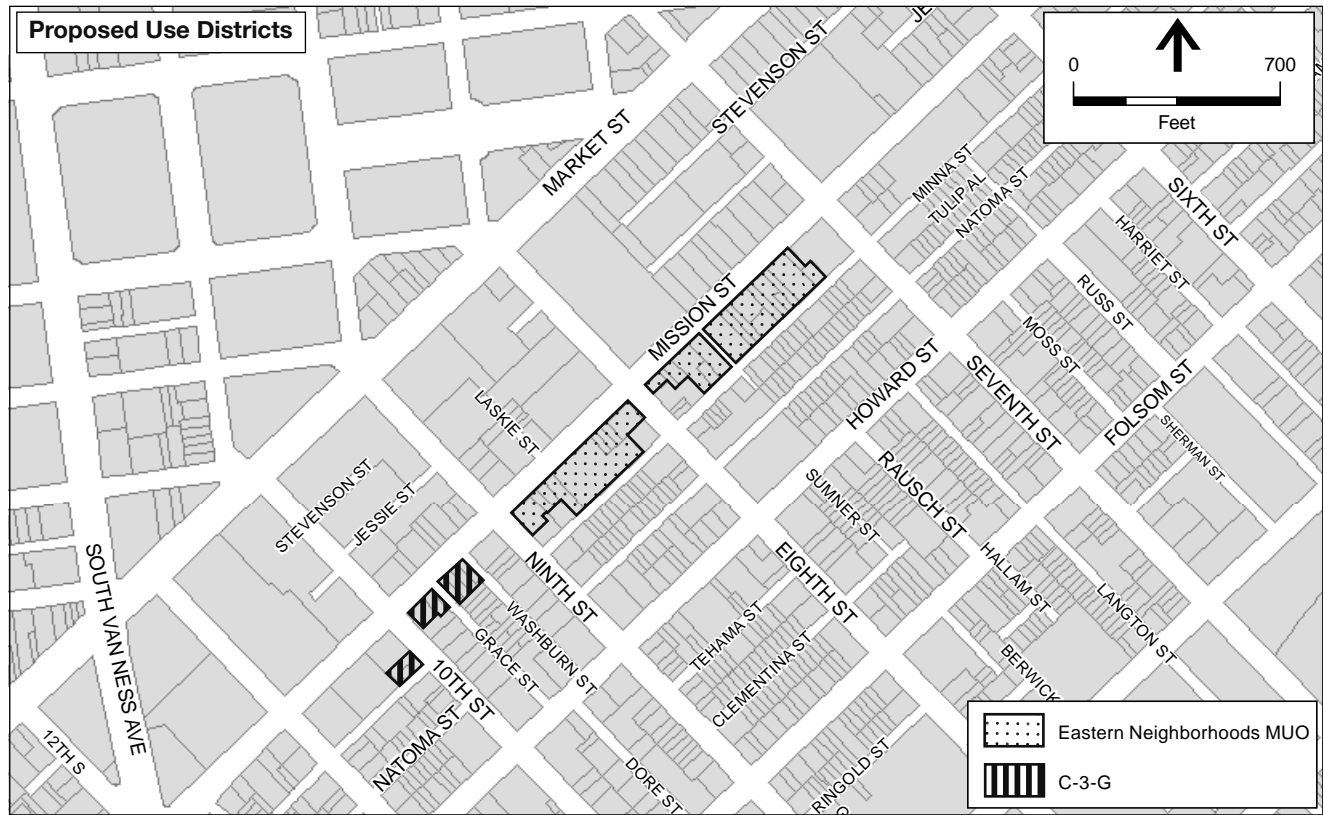 Proposed Use Districts
0 700
Feet
MARKET ST
STEVENSON ST
MINNA ST
TULIP AL
NATOMA ST
SIXTH ST
HARRIET ST
RUSS ST
MOSS ST
MISSION ST
HOWARD ST
SEVENTH ST
FOLSOM ST
SHERMAN ST
LASKIE ST
RAUSCH ST
SUMNER ST
STEVENSON ST
JESSIE ST
NINTH ST
EIGHTH ST
HALLAM ST
LANGTON ST
SOUTH VAN NESS AVE
WASHBURN ST
GRACE ST
TEHAMA ST
CLEMENTINA ST
BERWICK
10TH ST
NATOMA ST
12TH S
DORE ST
RINGOLD ST
Eastern Neighborhoods MUO
C-3-G